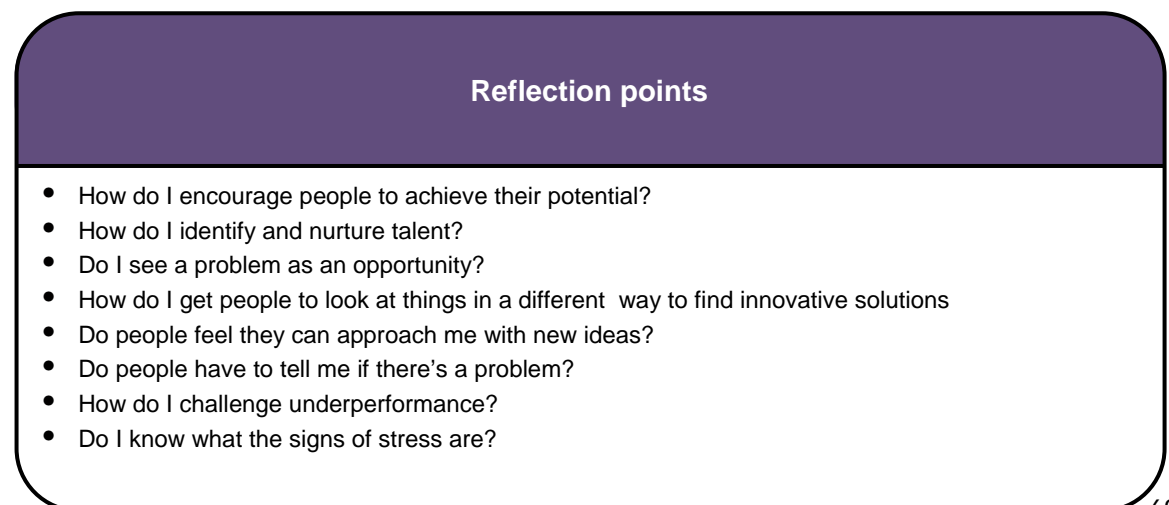 Reflection points
• How do I encourage people to achieve their potential?
• How do I identify and nurture talent?
• Do I see a problem as an opportunity?
• How do I get people to look at things in a different  way to find innovative solutions
• Do people feel they can approach me with new ideas?
• Do people have to tell me if there’s a problem?
• How do I challenge underperformance?
• Do I know what the signs of stress are?